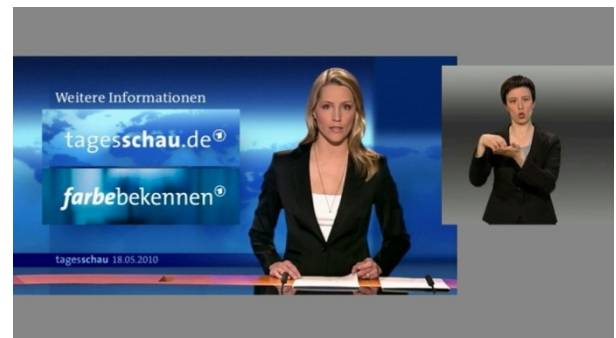 Weitere Informationen
tagesschau.de
farbebekennen
tagesschau 18.05.2010